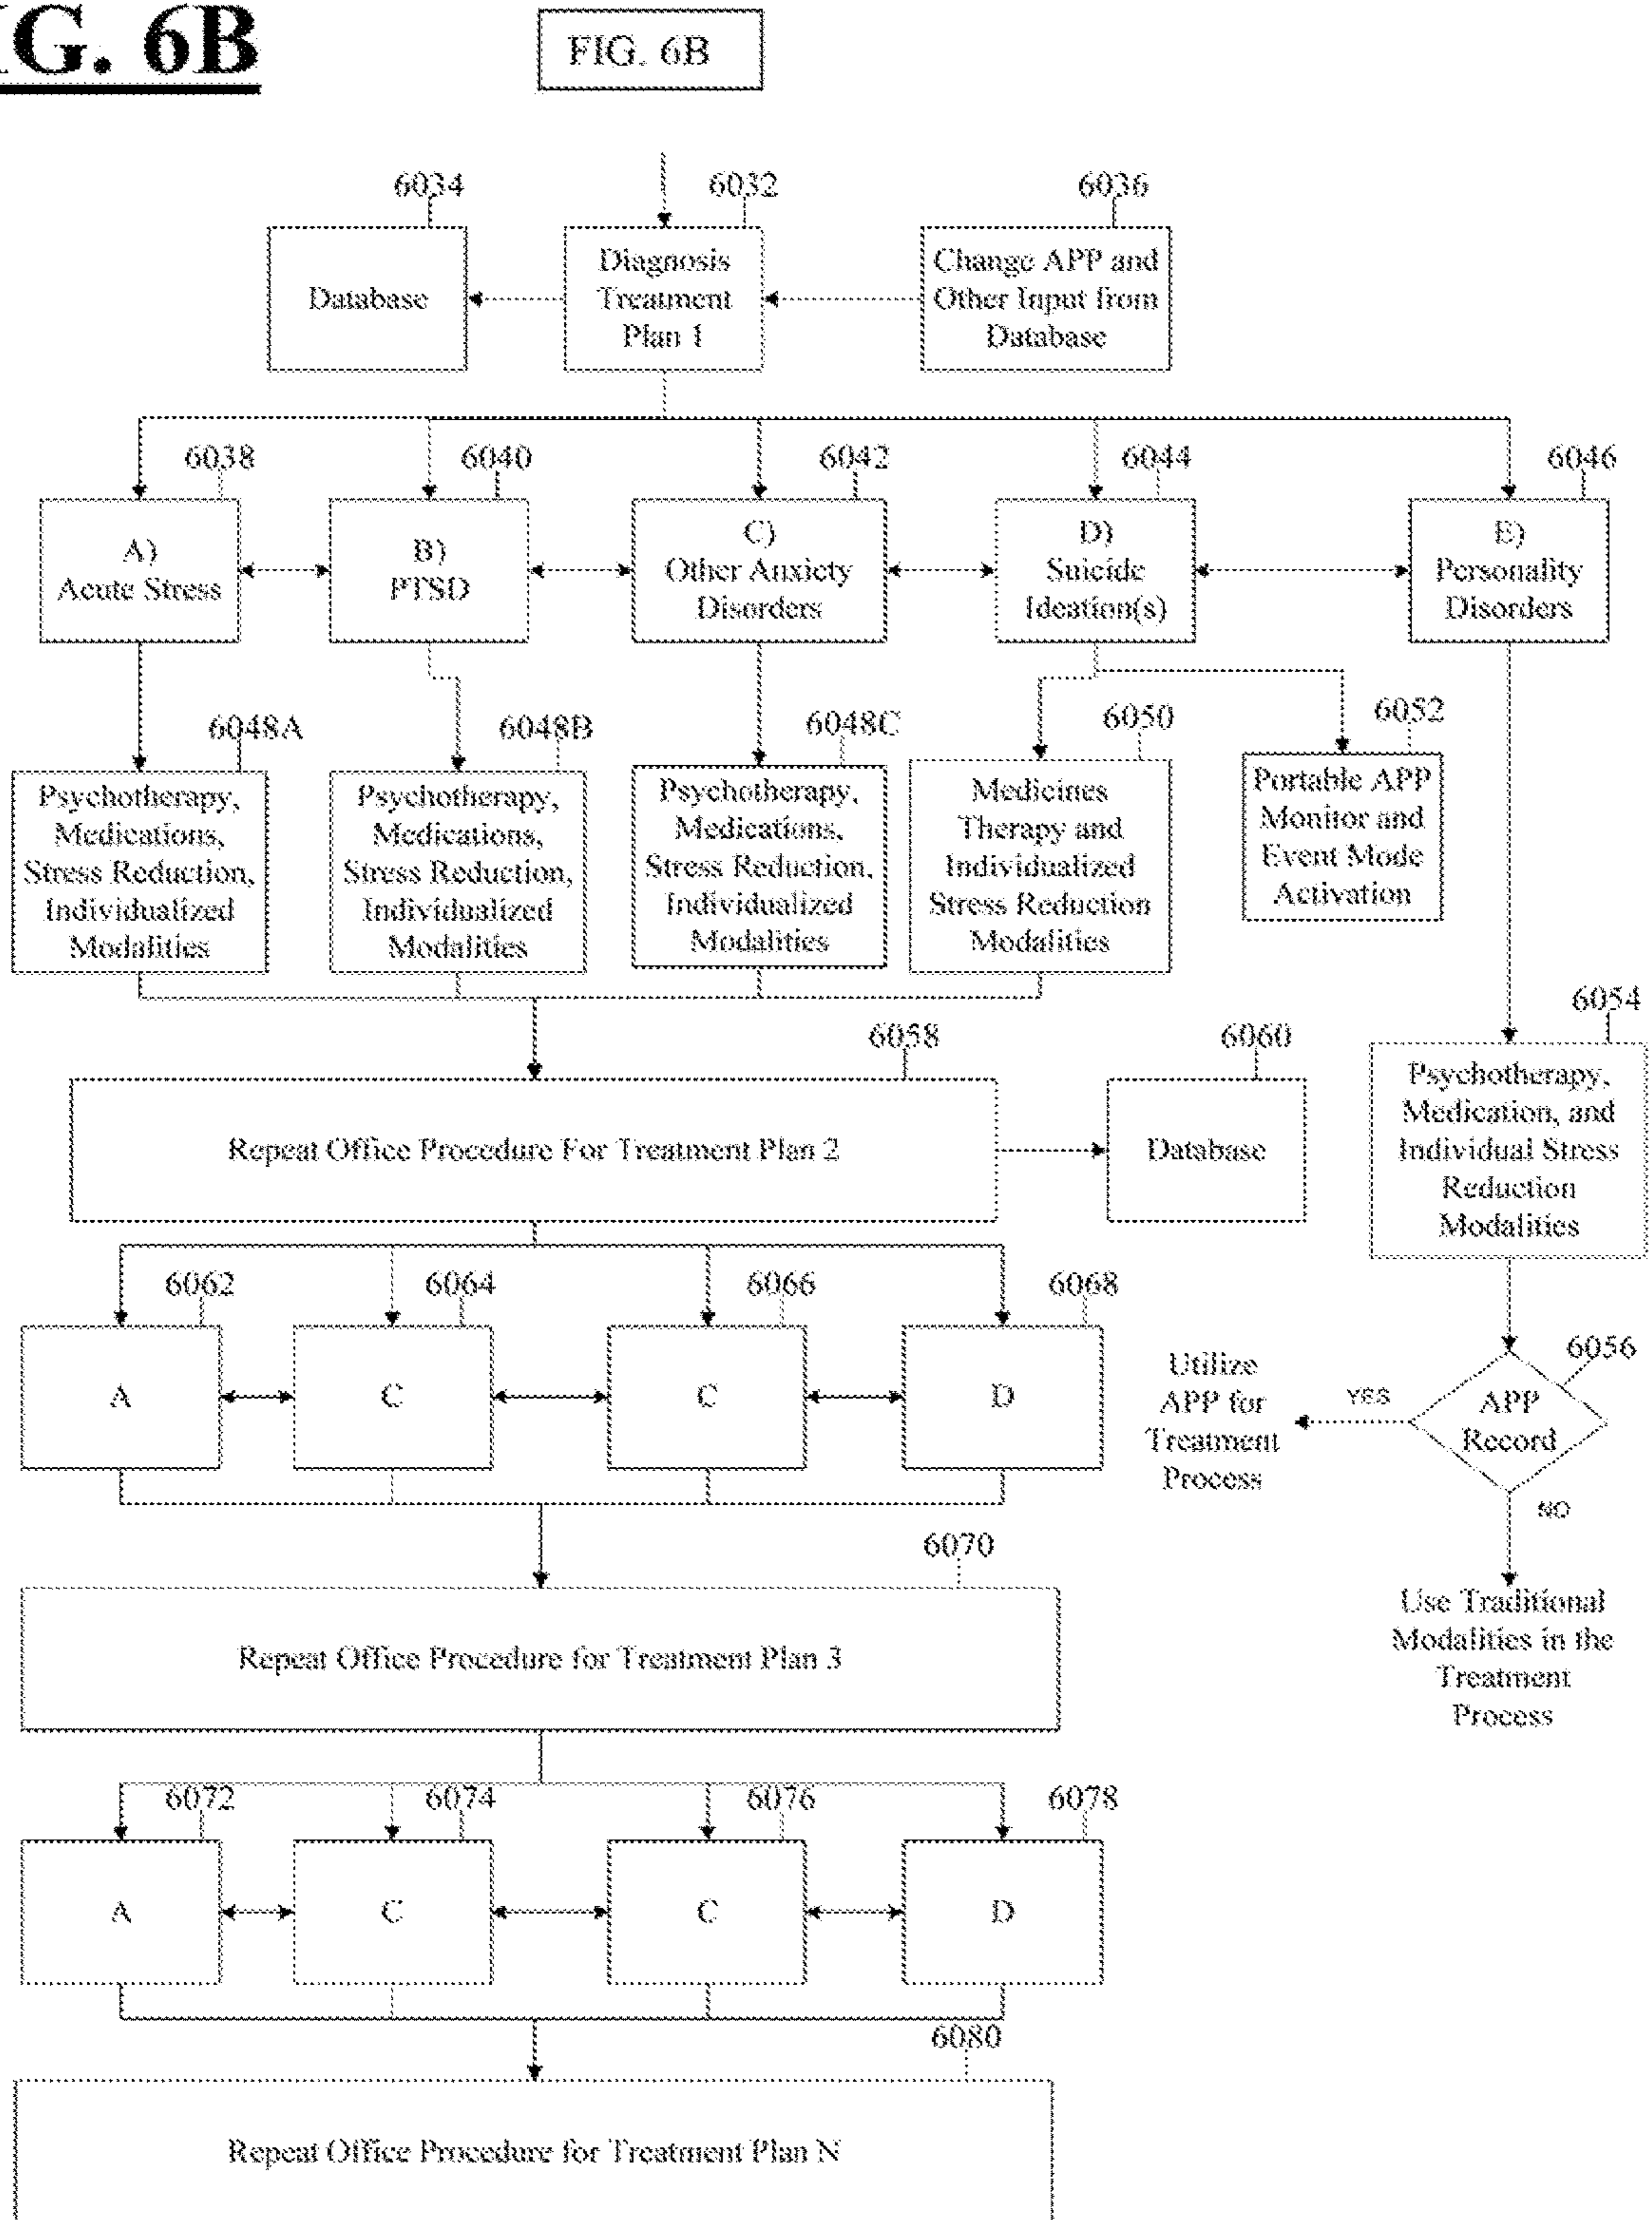 IG. 6B
FIG. 6B
6034
6032
6036
Database
Diagnosis
Treatment
Plan 1
Change APP and
Other Input from
Database
6038
6040
6042
6044
6046
A)
Acute Stress
B)
PTSD
C)
Other Anxiety
Disorders
D)
Suicide
Ideation(s)
E)
Personality
Disorders
6048A
6048B
6048C
6050
6052
Psychotherapy,
Medications,
Stress Reduction,
Individualized
Modalities
Psychotherapy,
Medications,
Stress Reduction,
Individualized
Modalities
Psychotherapy,
Medications,
Stress Reduction,
Individualized
Modalities
Medicines
Therapy and
Individualized
Stress Reduction
Modalities
Portable APP
Monitor and
Event Mode
Activation
6054
Psychotherapy,
Medication, and
Individual Stress
Reduction
Modalities
6058
6060
Repeat Office Procedure For Treatment Plan 2
Database
6062
6064
6066
6068
A
C
C
D
6056
APP
Record
YES
Utilize
APP for
Treatment
Process
NO
Use Traditional
Modalities in the
Treatment
Process
6070
Repeat Office Procedure for Treatment Plan 3
6072
6074
6076
6078
A
C
C
D
6080
Repeat Office Procedure for Treatment Plan N